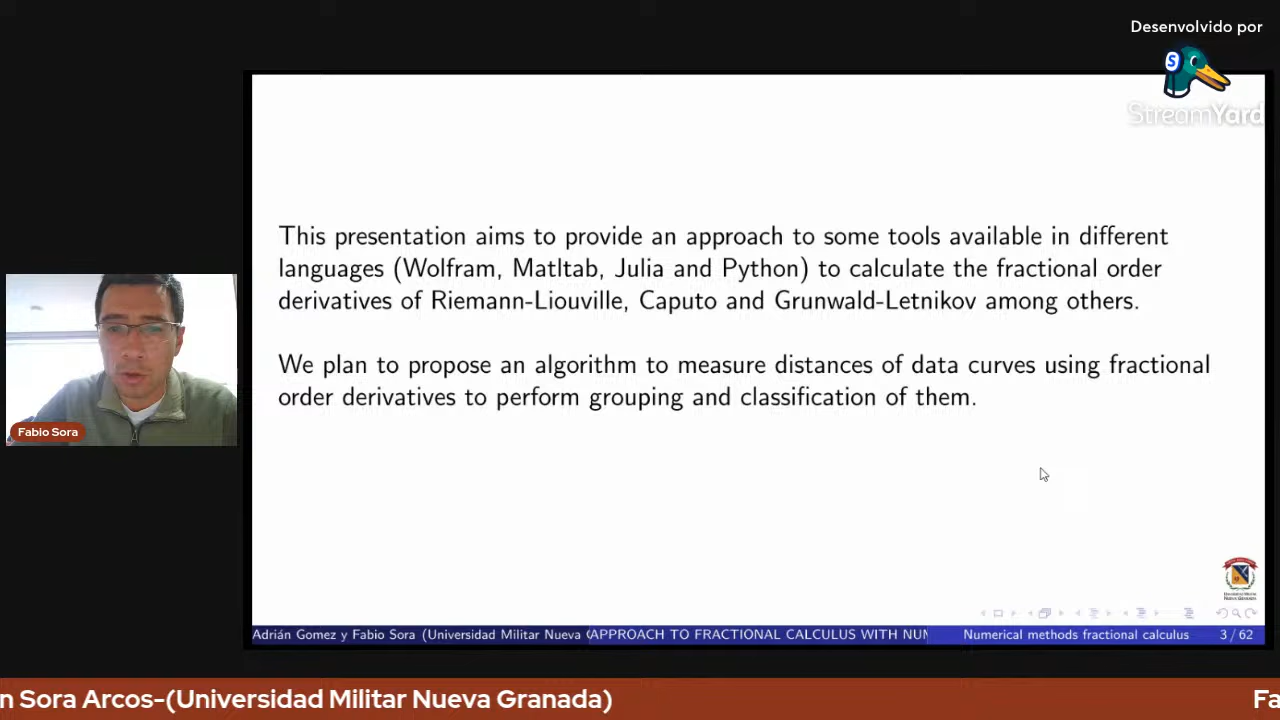 Desenvolvido por
StreamYard
This presentation aims to provide an approach to some tools available in different
languages (Wolfram, Matltab, Julia and Python) to calculate the fractional order
derivatives of Riemann-Liouville, Caputo and Grunwald-Letnikov among others.
We plan to propose an algorithm to measure distances of data curves using fractional
order derivatives to perform grouping and classification of them.
Fabio Sora
Adrián Gomez y Fabio Sora (Universidad Militar Nueva G
APPROACH TO FRACTIONAL CALCULUS WITH NUM
Numerical methods fractional calculus
3 / 62
n Sora Arcos-(Universidad Militar Nueva Granada)
Fa